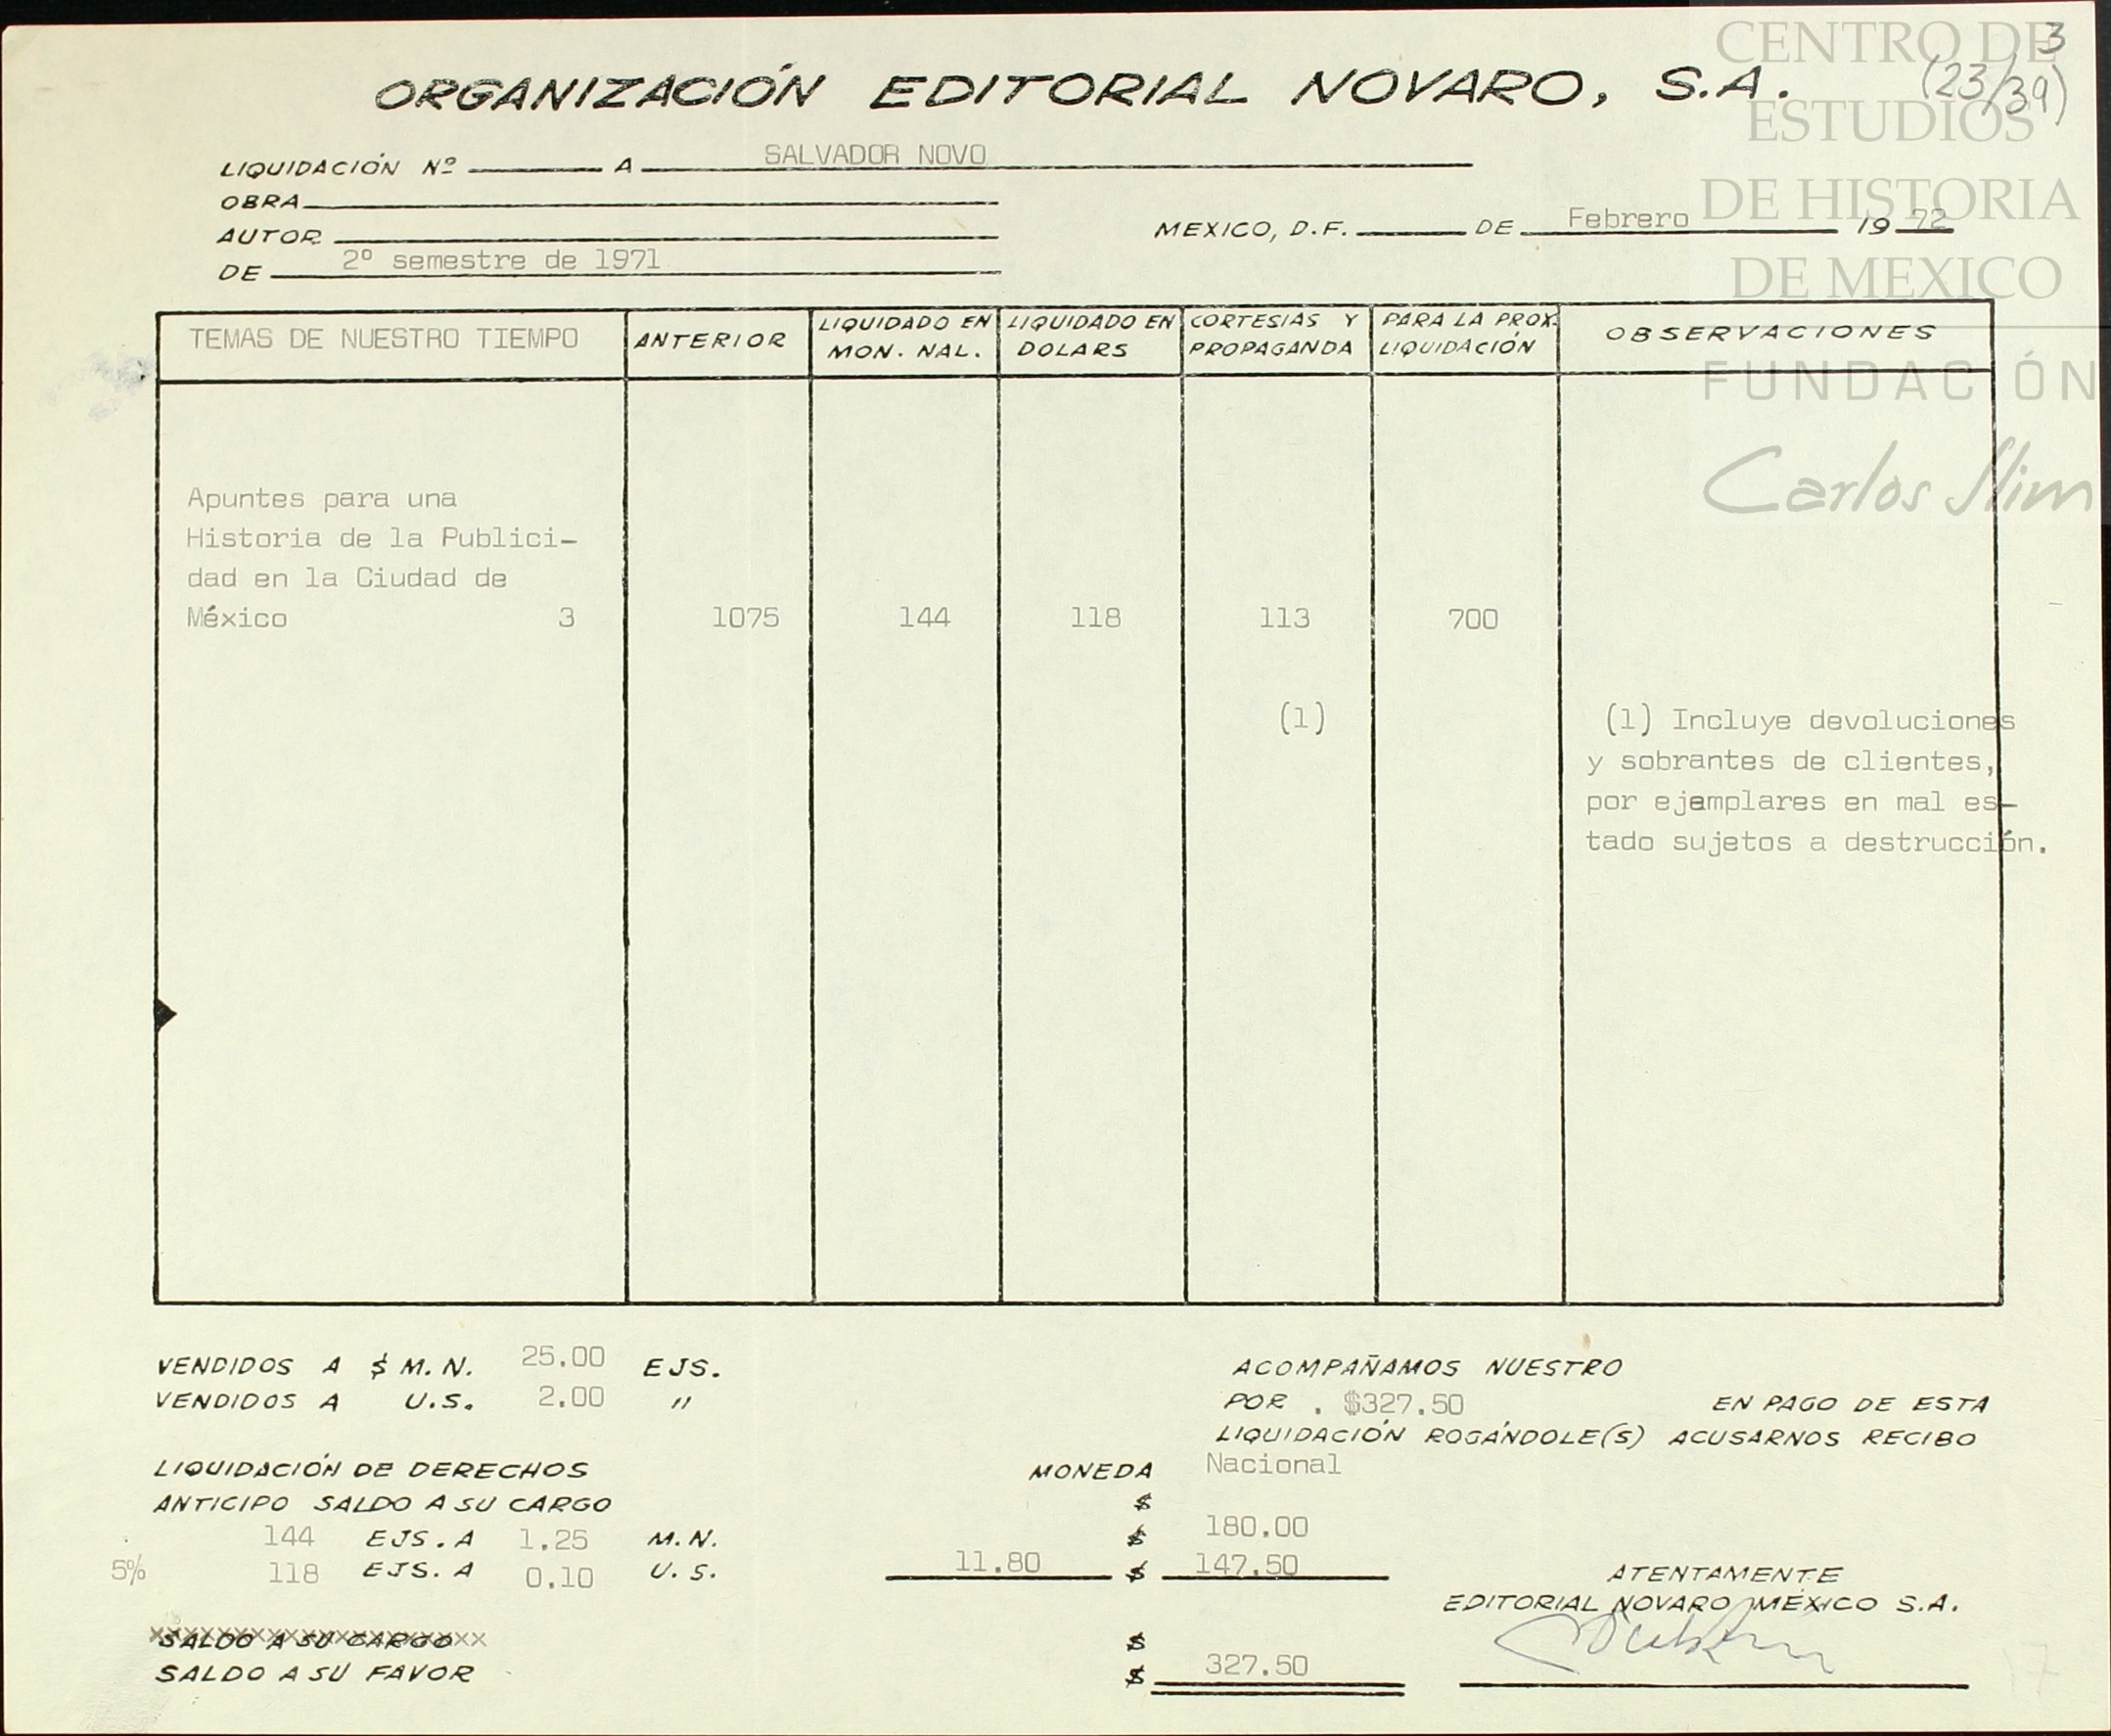 CENTRO DE
ESTUDIOS
DE HISTORIA
DE MEXICO
FUNDACIÓN
Carlos Slim
3
(23/39)
ORGANIZACIÓN EDITORIAL NOVARO, S.A.
LIQUIDACIÓN Nº A SALVADOR NOVO
OBRA
AUTOR
MEXICO, D.F. DE Febrero 19 72
DE 2º semestre de 1971
TEMAS DE NUESTRO TIEMPO
ANTERIOR
LIQUIDADO EN
MON. NAL.
LIQUIDADO EN
DOLARS
CORTESIAS Y
PROPAGANDA
PARA LA PROX.
LIQUIDACIÓN
OBSERVACIONES
Apuntes para una
Historia de la Publici-
dad en la Ciudad de
México 3 1075 144 118 113 700
(1)
(1) Incluye devoluciones
y sobrantes de clientes,
por ejemplares en mal es-
tado sujetos a destrucción.
VENDIDOS A $ M.N. 25.00 EJS.
VENDIDOS A U.S. 2.00 "
ACOMPAÑAMOS NUESTRO
POR . $327.50 EN PAGO DE ESTA
LIQUIDACIÓN ROGÁNDOLE(S) ACUSARNOS RECIBO
LIQUIDACIÓN DE DERECHOS
MONEDA Nacional
ANTICIPO SALDO A SU CARGO $
144 EJS. A 1.25 M.N. $ 180.00
5% 118 EJS. A 0.10 U.S. 11.80 $ 147.50
ATENTAMENTE
EDITORIAL NOVARO MÉXICO S.A.
SALDO A SU CARGO $
SALDO A SU FAVOR $ 327.50